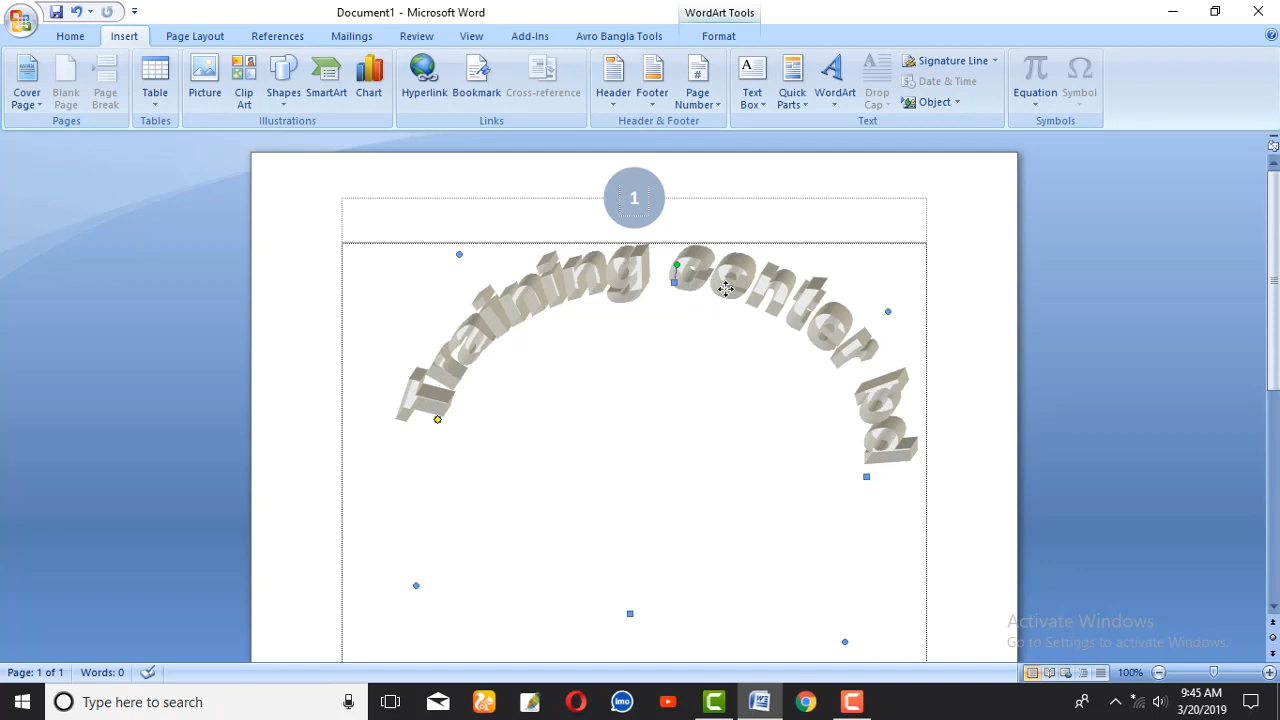 Document1 - Microsoft Word
WordArt Tools
Home
Insert
Page Layout
References
Mailings
Review
View
Add-Ins
Avro Bangla Tools
Format
Cover Page
Blank Page
Page Break
Table
Picture
Clip Art
Shapes
SmartArt
Chart
Hyperlink
Bookmark
Cross-reference
Header
Footer
Page Number
Text Box
Quick Parts
WordArt
Drop Cap
Signature Line
Date & Time
Object
Equation
Symbol
Pages
Tables
Illustrations
Links
Header & Footer
Text
Symbols
1
Training Center bd
Activate Windows
Go to Settings to activate Windows.
Page: 1 of 1
Words: 0
100%
Type here to search
imo
9:45 AM
3/20/2019